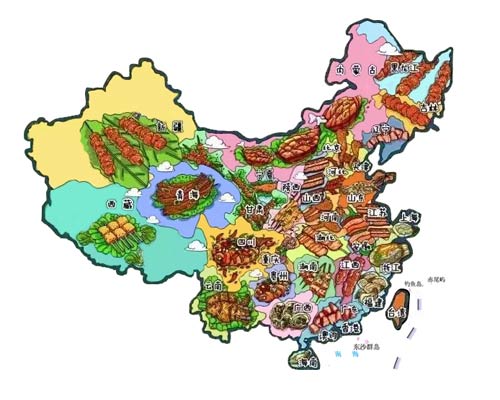 黑龙江
内蒙古
吉林
辽宁
新疆
北京
宁夏
河北
天津
陕西
山西
山东
青海
西藏
甘肃
河南
江苏
上海
湖北
安徽
四川
重庆
浙江
湖南
江西
贵州
云南
福建
钓鱼岛
赤尾屿
广西
广东
台湾
香港
澳门
东沙群岛
海南
南海